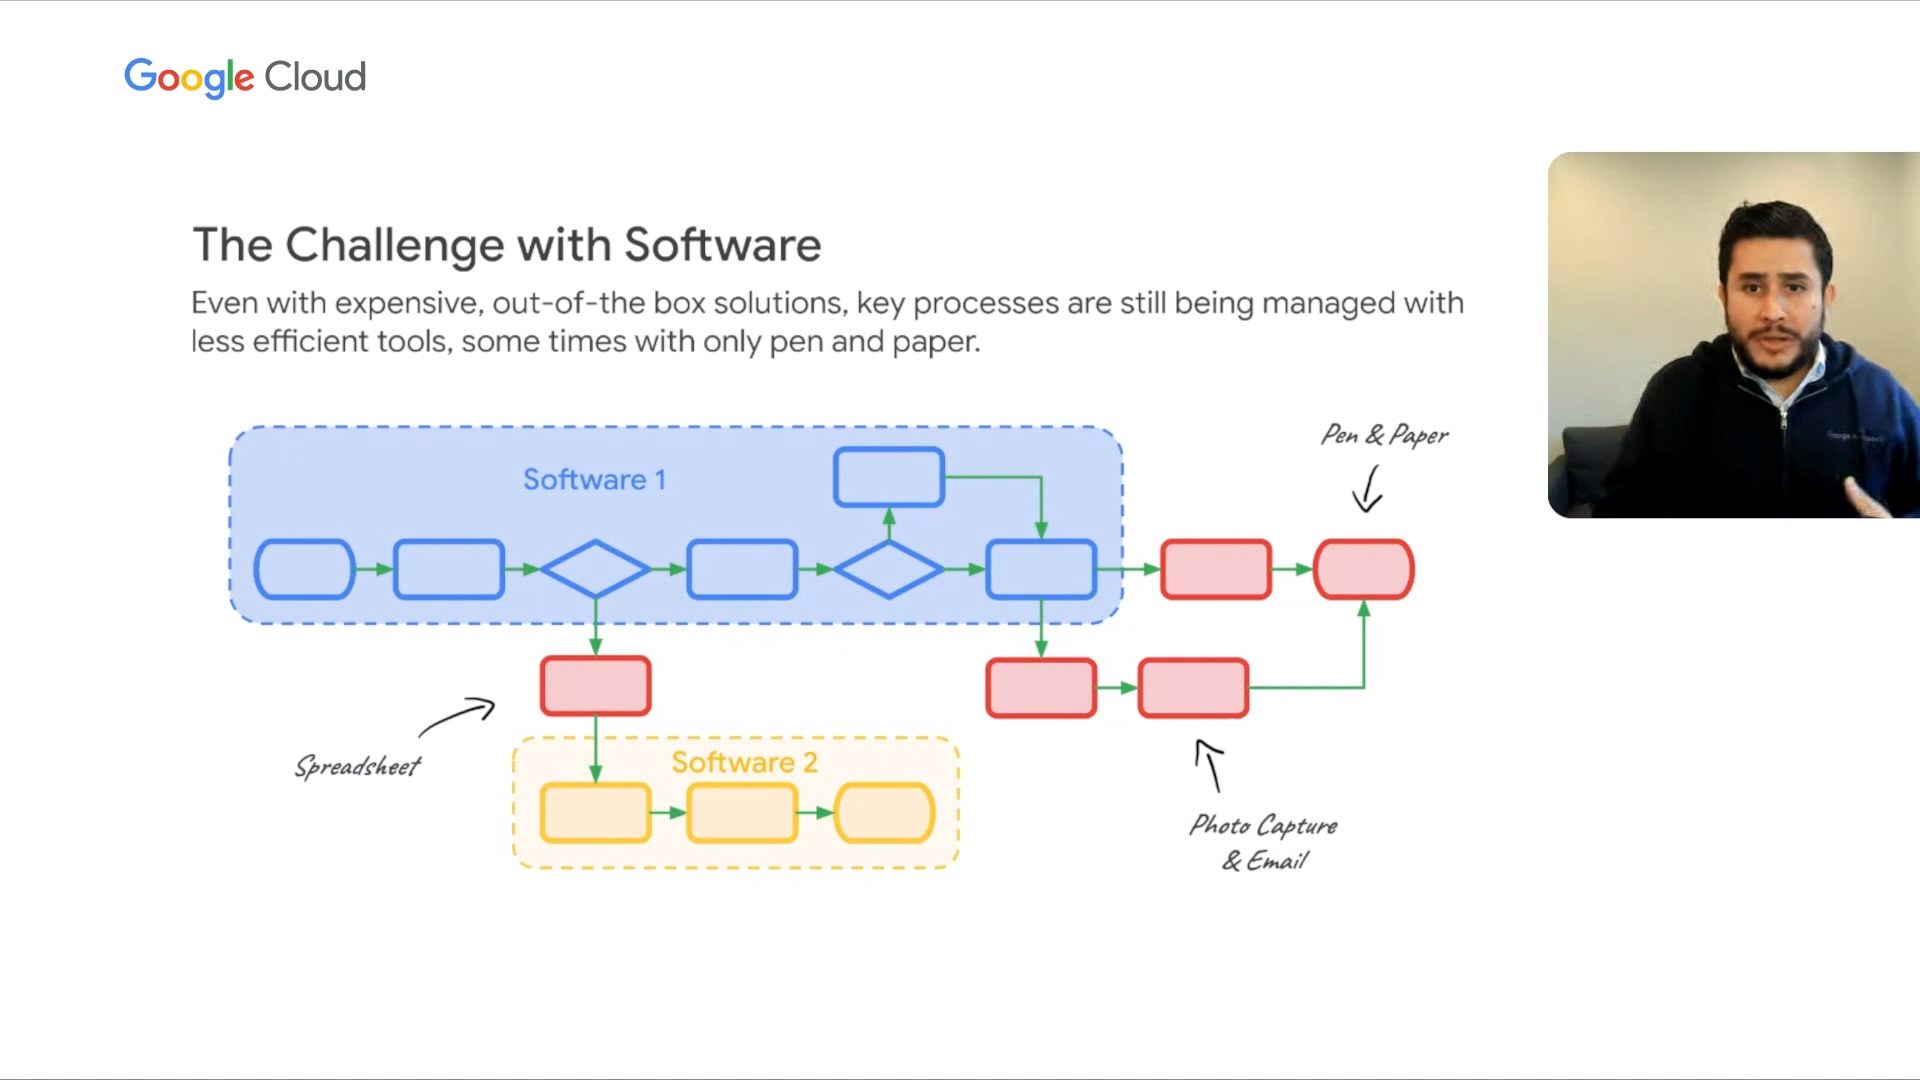 Google Cloud
The Challenge with Software
Even with expensive, out-of-the box solutions, key processes are still being managed with
less efficient tools, some times with only pen and paper.
Pen & Paper
Software 1
Spreadsheet
Software 2
Photo Capture
& Email